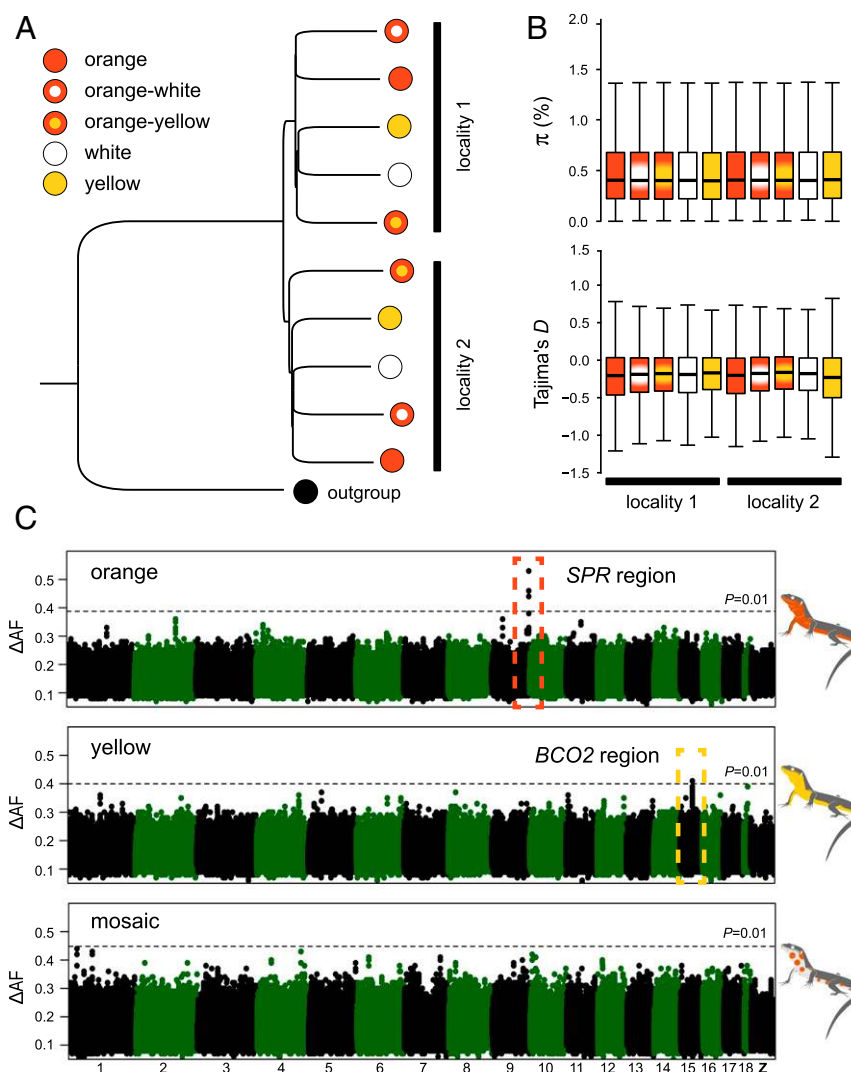 A
orange
orange-white
orange-yellow
white
yellow
locality 1
locality 2
outgroup
B
2.0
1.5
1.0
0.5
0.0
π (%)
1.5
1.0
0.5
-0.0
−0.5
−1.0
−1.5
Tajima's D
locality 1 locality 2
C
orange
SPR region
P=0.01
0.5
0.4
0.3
0.2
0.1
ΔAF
yellow
BCO2 region
P=0.01
0.5
0.4
0.3
0.2
0.1
ΔAF
mosaic
P=0.01
0.5
0.4
0.3
0.2
0.1
ΔAF
1 2 3 4 5 6 7 8 9 10 11 12 13 14 15 16 17 18 Z